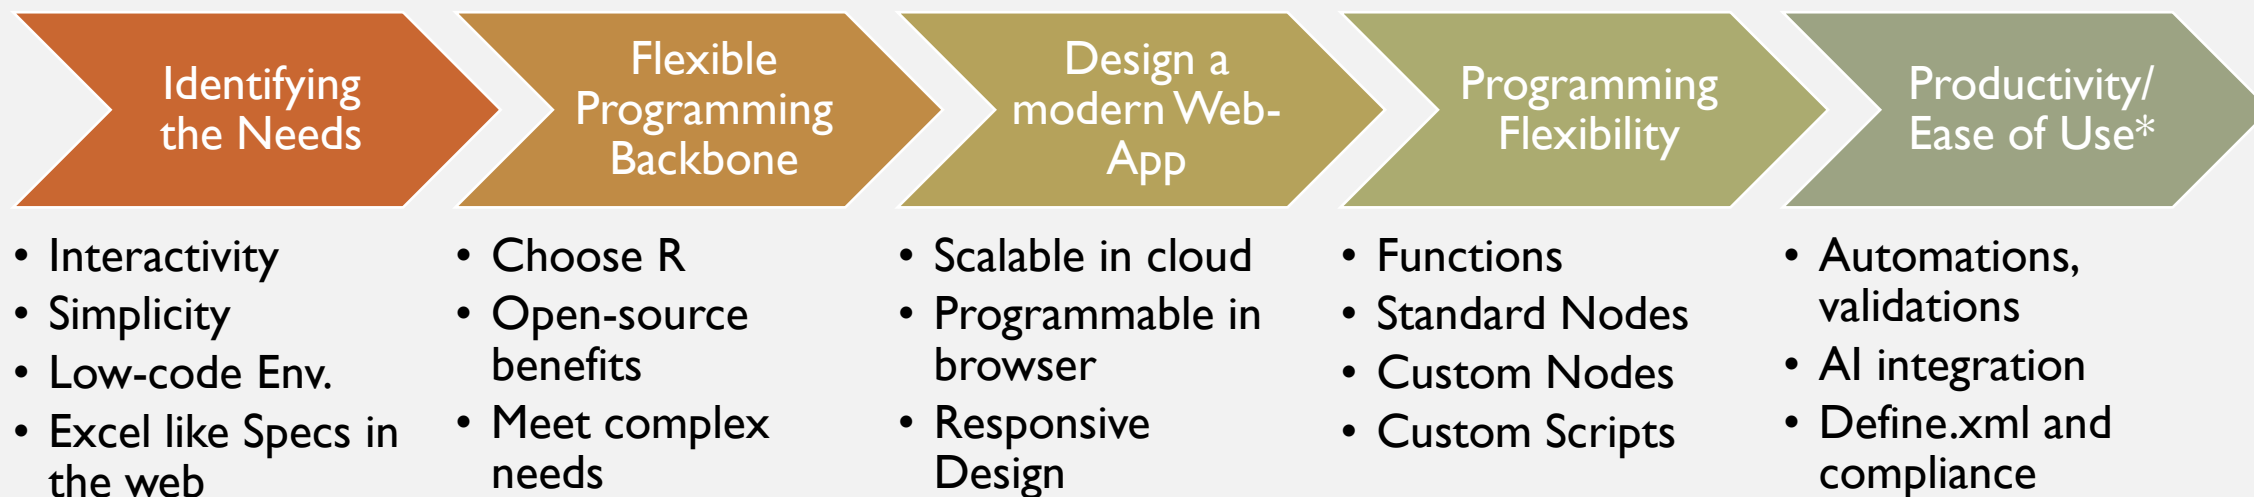 Identifying
the Needs
Flexible
Programming
Backbone
Design a
modern Web-
App
Programming
Flexibility
Productivity/
Ease of Use*
• Interactivity
• Simplicity
• Low-code Env.
• Excel like Specs in
the web
• Choose R
• Open-source
benefits
• Meet complex
needs
• Scalable in cloud
• Programmable in
browser
• Responsive
Design
• Functions
• Standard Nodes
• Custom Nodes
• Custom Scripts
• Automations,
validations
• AI integration
• Define.xml and
compliance